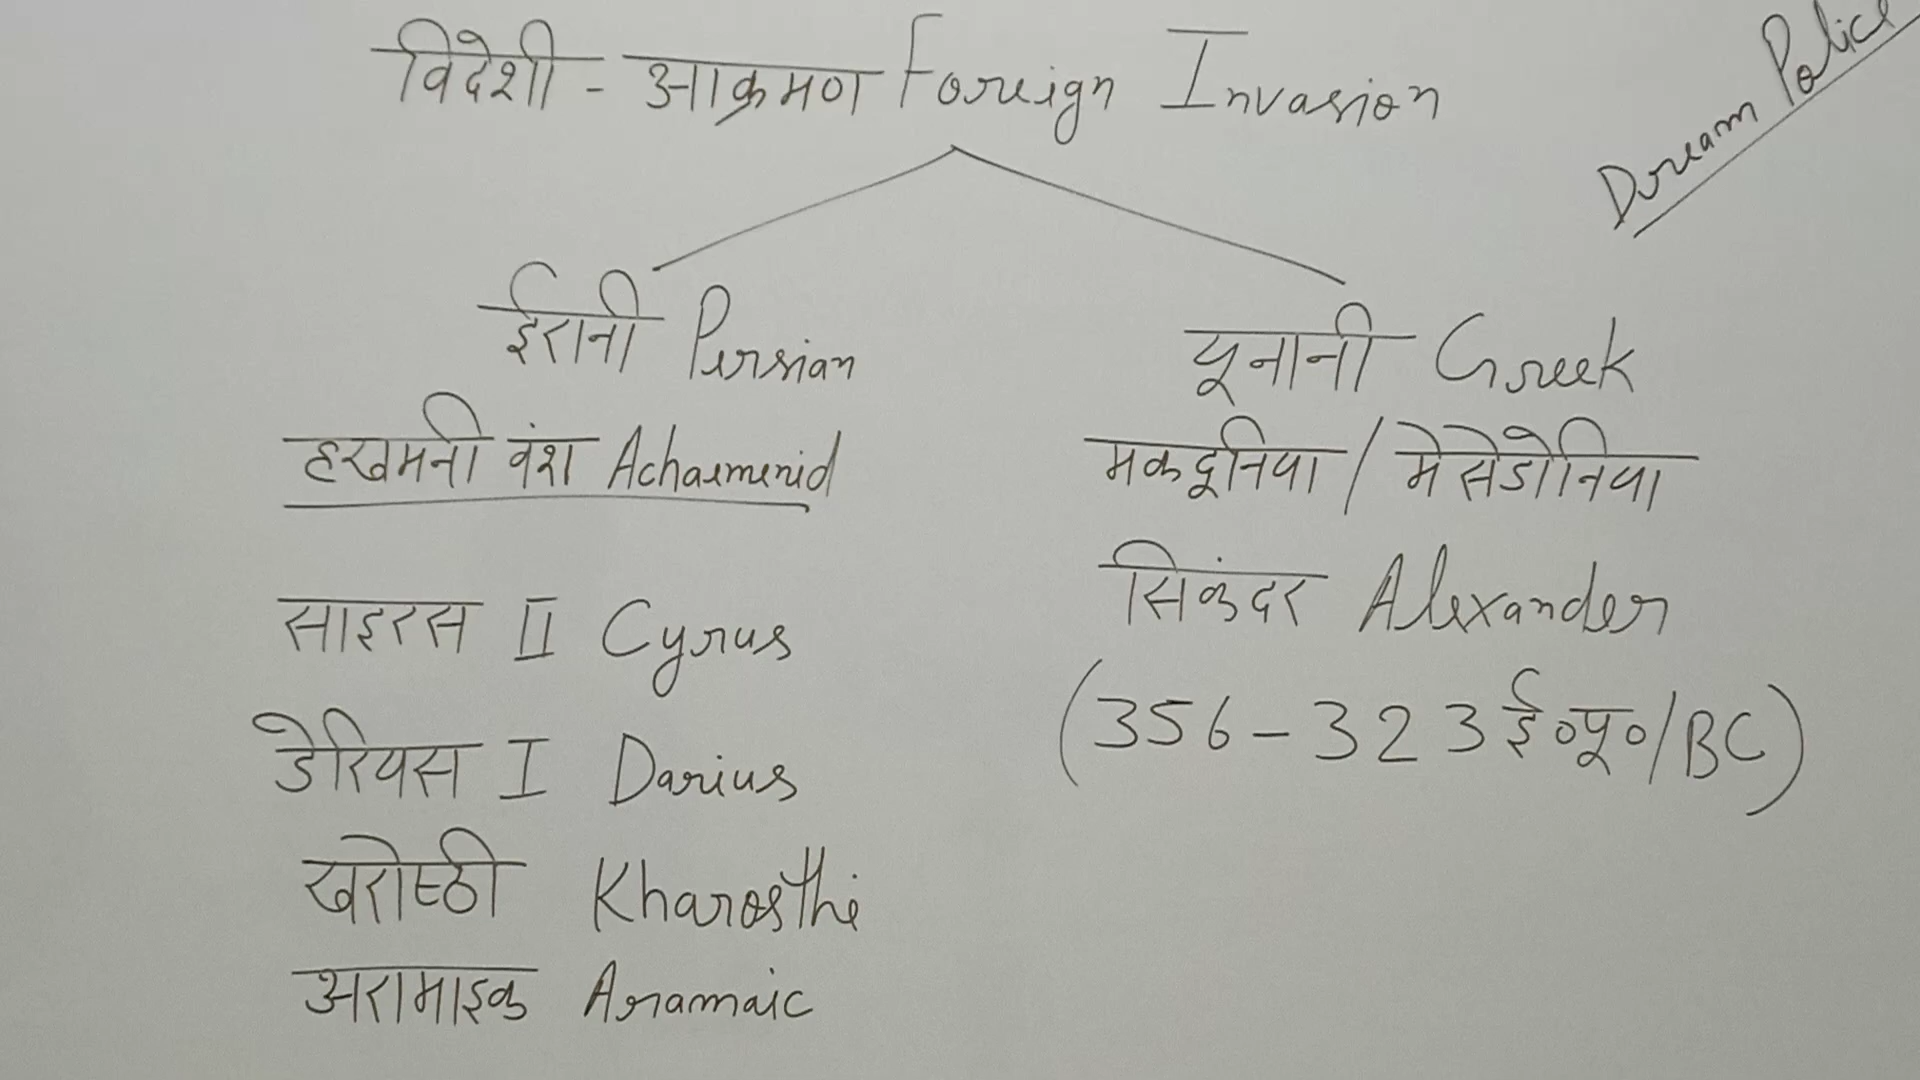 विदेशी - आक्रमण Foreign Invasion
Dream Police
ईरानी Persian
हखमनी वंश Achaemenid
साइरस II Cyrus
डेरियस I Darius
खरोष्ठी Kharosthi
अरामाइक Aramaic
यूनानी Greek
मकदूनिया / मेसेडोनिया
सिकंदर Alexander
(356-323 ई०पू०/BC)